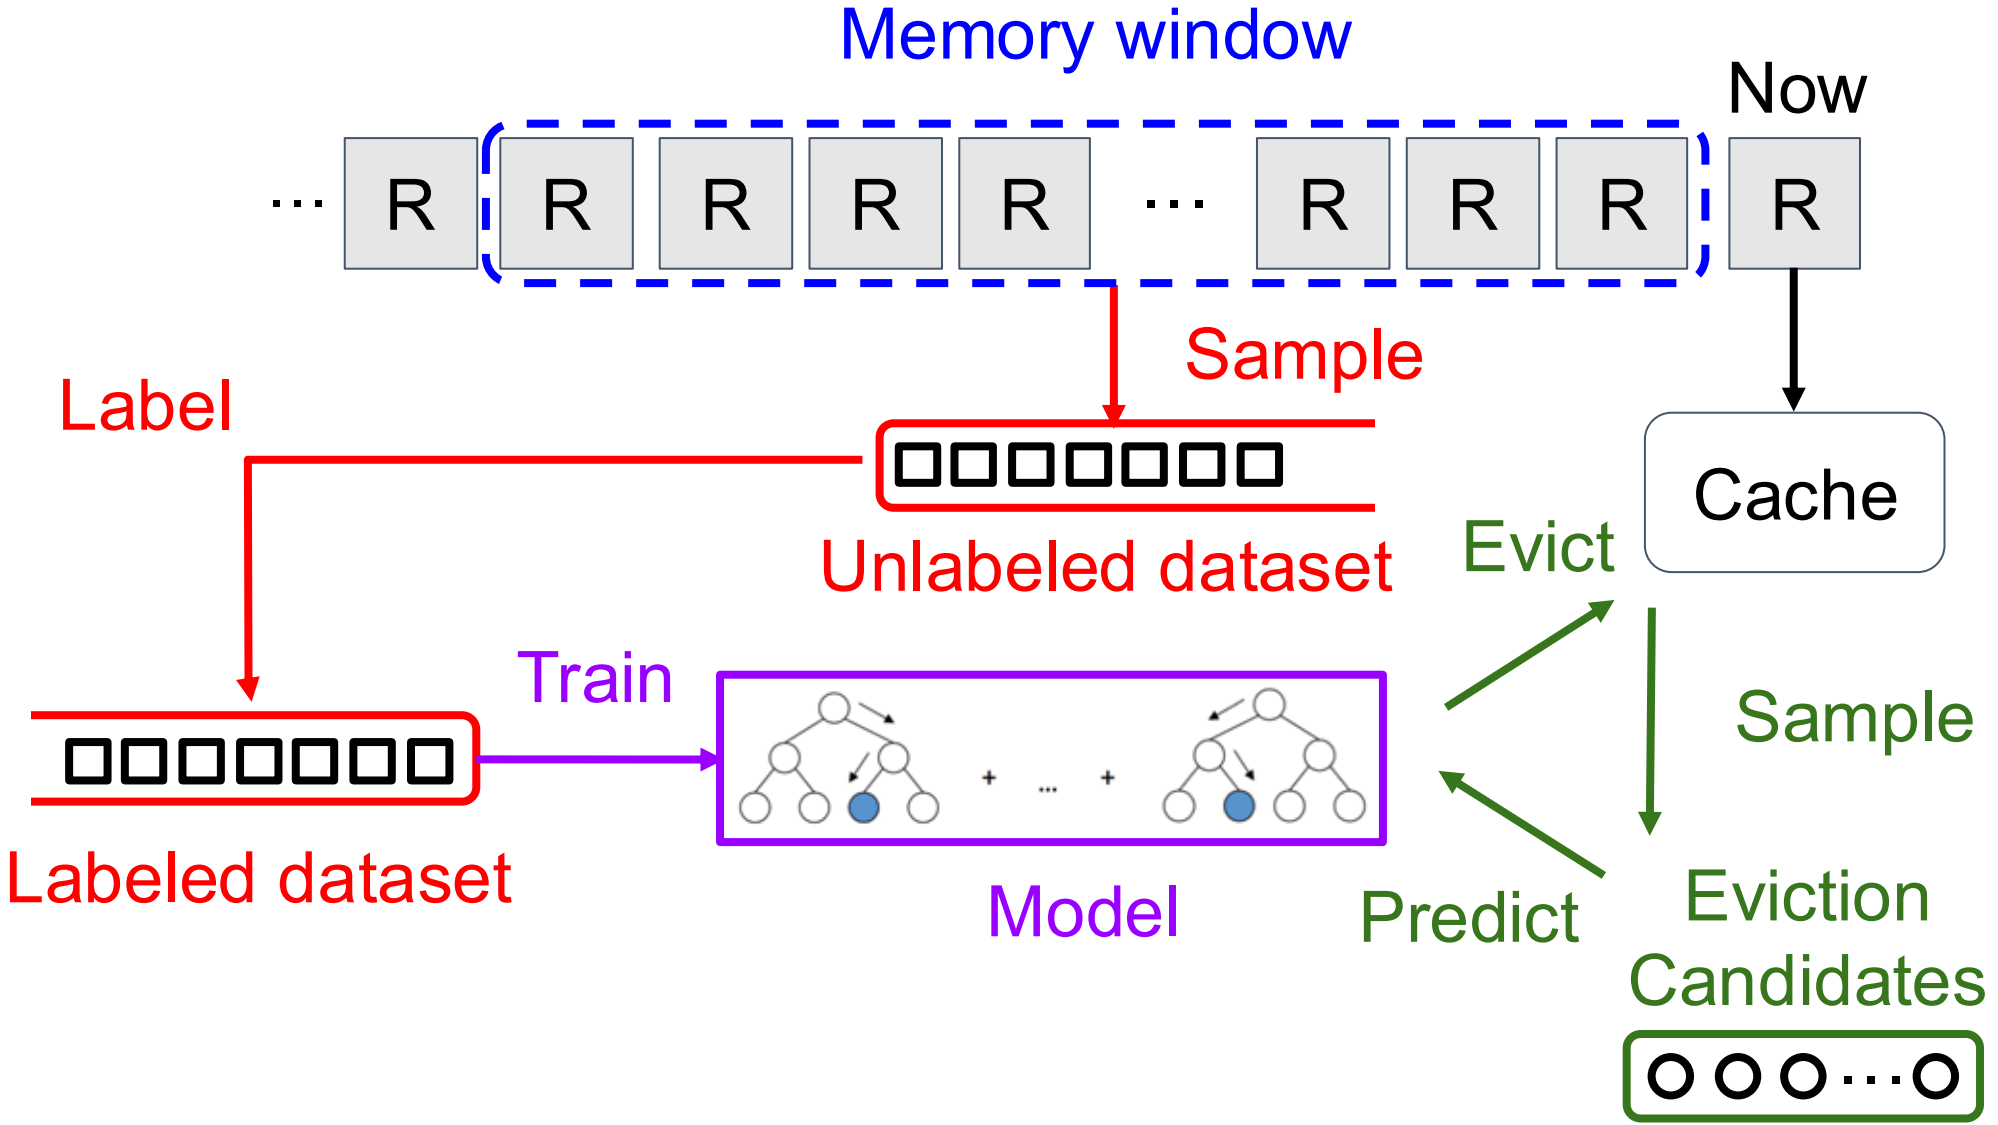 Memory window
Now
... R R R R R ... R R R R
Sample
Label
Cache
Evict
Unlabeled dataset
Train
Sample
+ ... +
Labeled dataset
Model
Predict
Eviction
Candidates
...